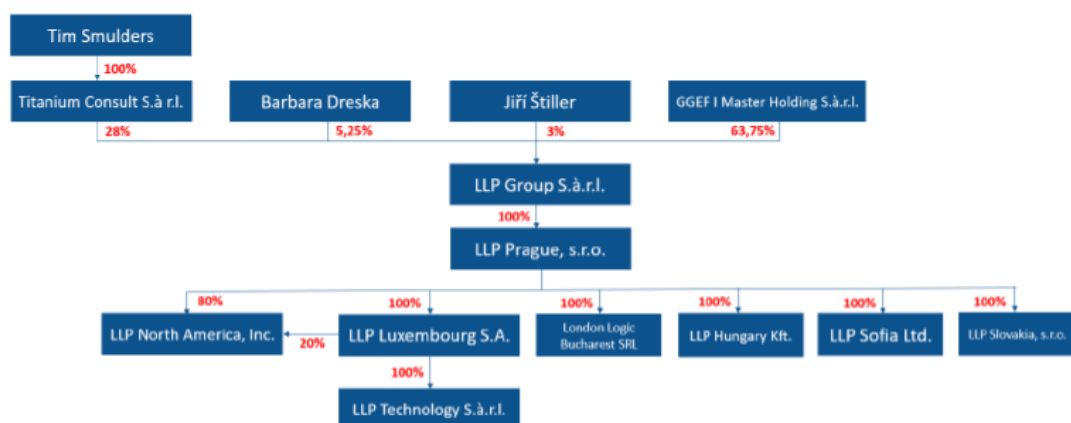 Tim Smulders
100%
Titanium Consult S.à r.l.
Barbara Dreska
Jiří Štiller
GGEF I Master Holding S.à.r.l.
28%
5,25%
3%
63,75%
LLP Group S.à.r.l.
100%
LLP Prague, s.r.o.
80%
100%
100%
100%
100%
100%
LLP North America, Inc.
20%
LLP Luxembourg S.A.
London Logic
Bucharest SRL
LLP Hungary Kft.
LLP Sofia Ltd.
LLP Slovakia, s.r.o.
100%
LLP Technology S.à.r.l.